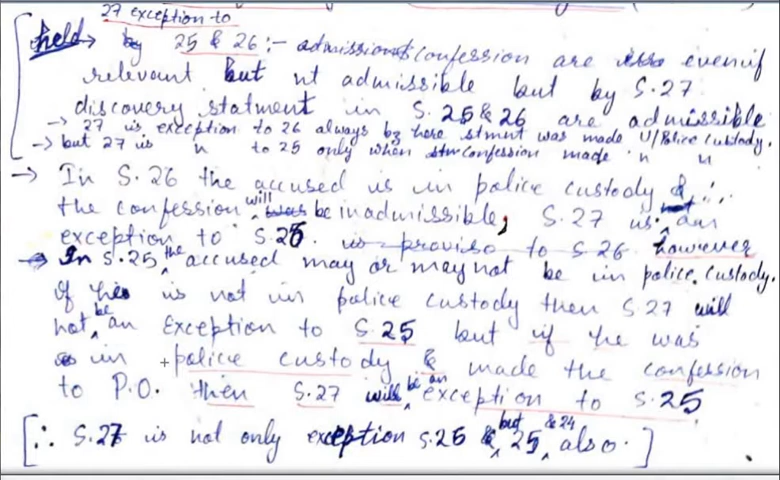 27 exception to
held → by 25 & 26 :- admission confession are even if
relevant but nt admissible but by S.27
discovery statment in S. 25 & 26 are admissible.
→ 27 is exception to 26 always bz here stmnt was made U/Police Custody.
→ but 27 is " to 25 only when confession made " "
→ In S.26 the accused is in police custody & ∴
the confession will be inadmissible, S.27 is an
exception to S.26. is proviso to S 26 however
→ In S.25 the accused may or may not be in police custody.
If he is not in police custody then S.27 will
not be an exception to S.25 but if he was
in police custody & made the confession
to P.O. then S.27 will be an exception to S.25
[∴ S.27 is not only exception S.26 & but 25 & 24 also.]